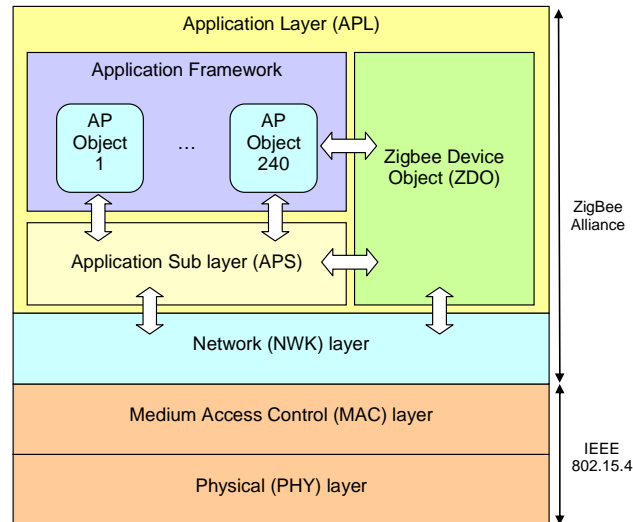 Application Layer (APL)
Application Framework
AP
Object
1
…
AP
Object
240
Zigbee Device
Object (ZDO)
Application Sub layer (APS)
Network (NWK) layer
Medium Access Control (MAC) layer
Physical (PHY) layer
ZigBee
Alliance
IEEE
802.15.4